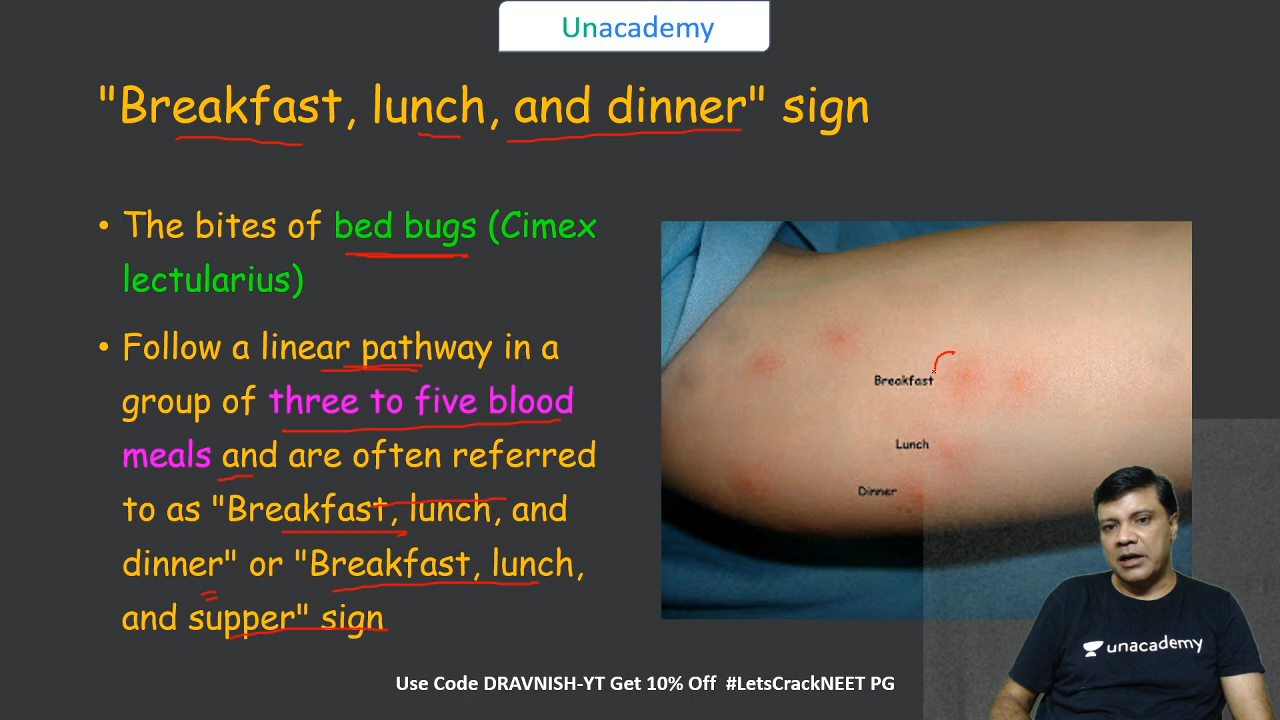 Unacademy
"Breakfast, lunch, and dinner" sign
• The bites of bed bugs (Cimex
lectularius)
• Follow a linear pathway in a
group of three to five blood
meals and are often referred
to as "Breakfast, lunch, and
dinner" or "Breakfast, lunch,
and supper" sign
Breakfast
Lunch
Dinner
unacademy
Use Code DRAVNISH-YT Get 10% Off #LetsCrackNEET PG